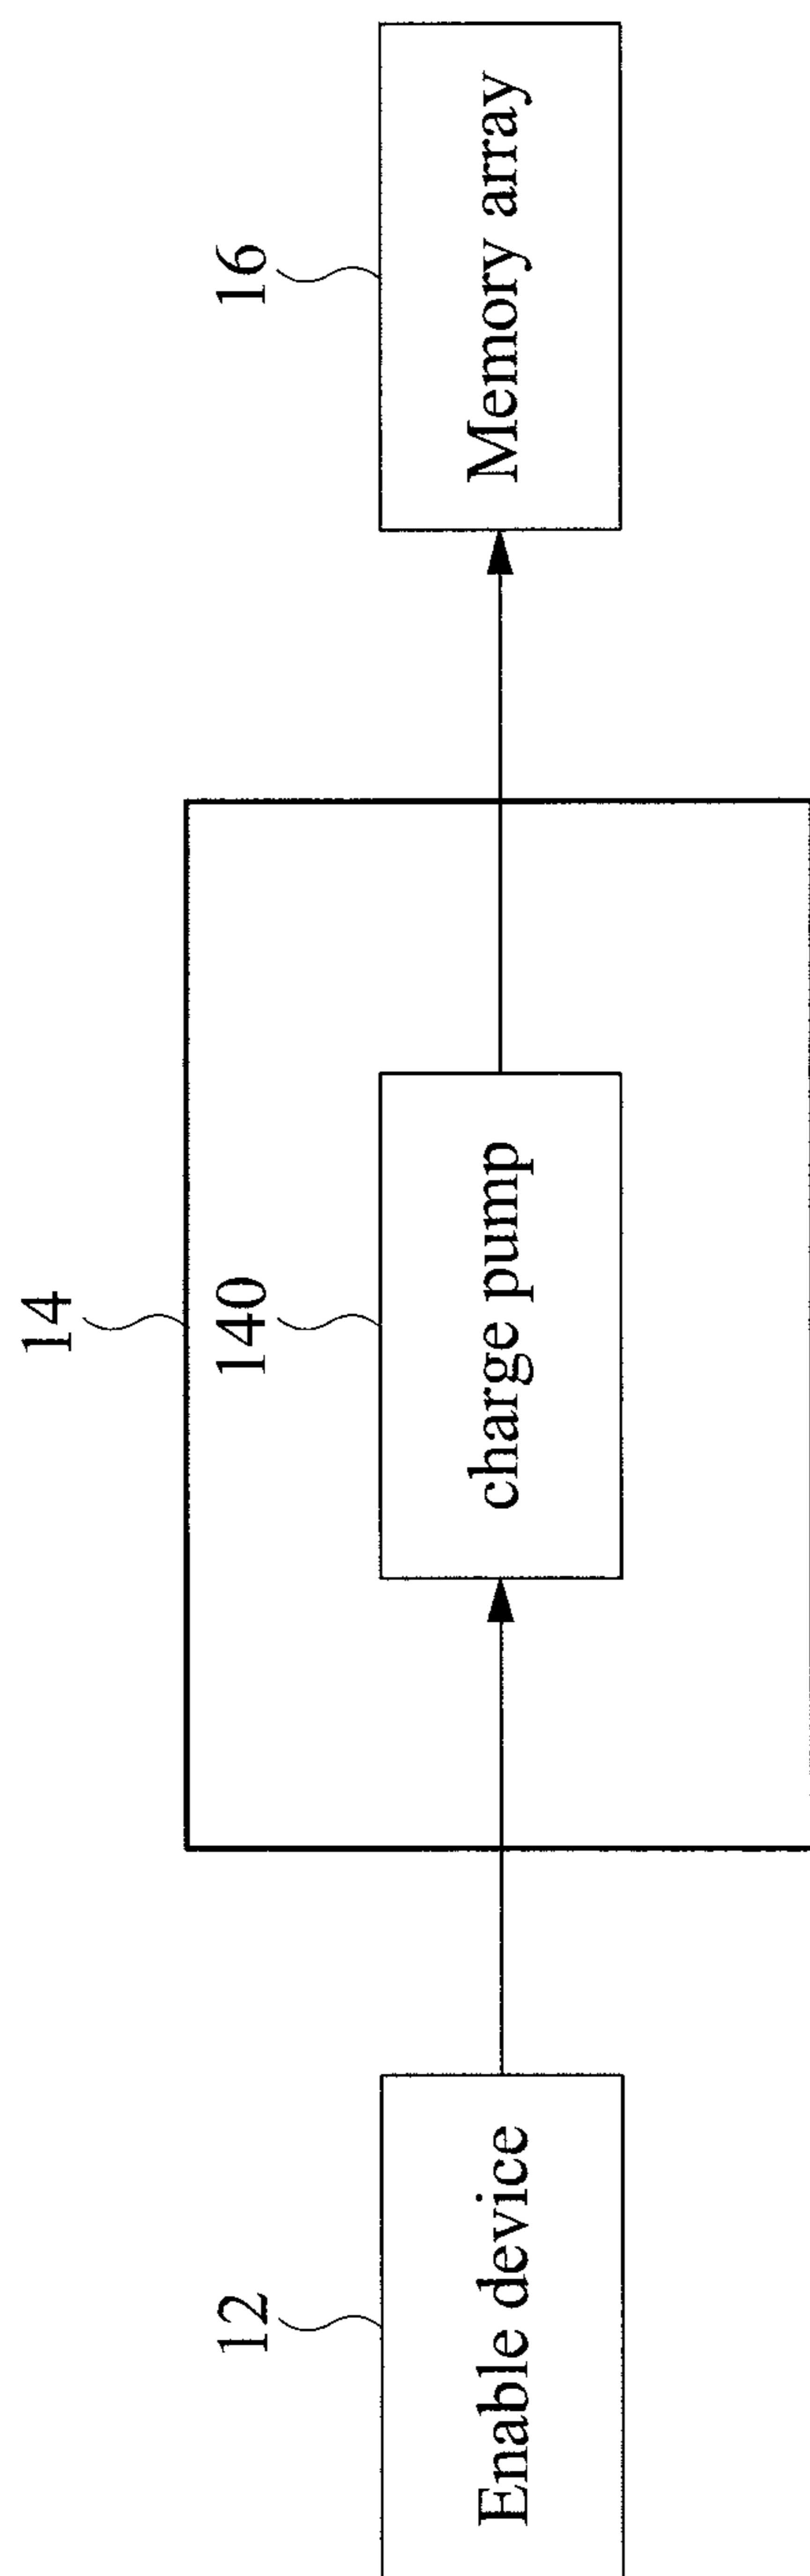 14
12
140
16
Enable device
charge pump
Memory array